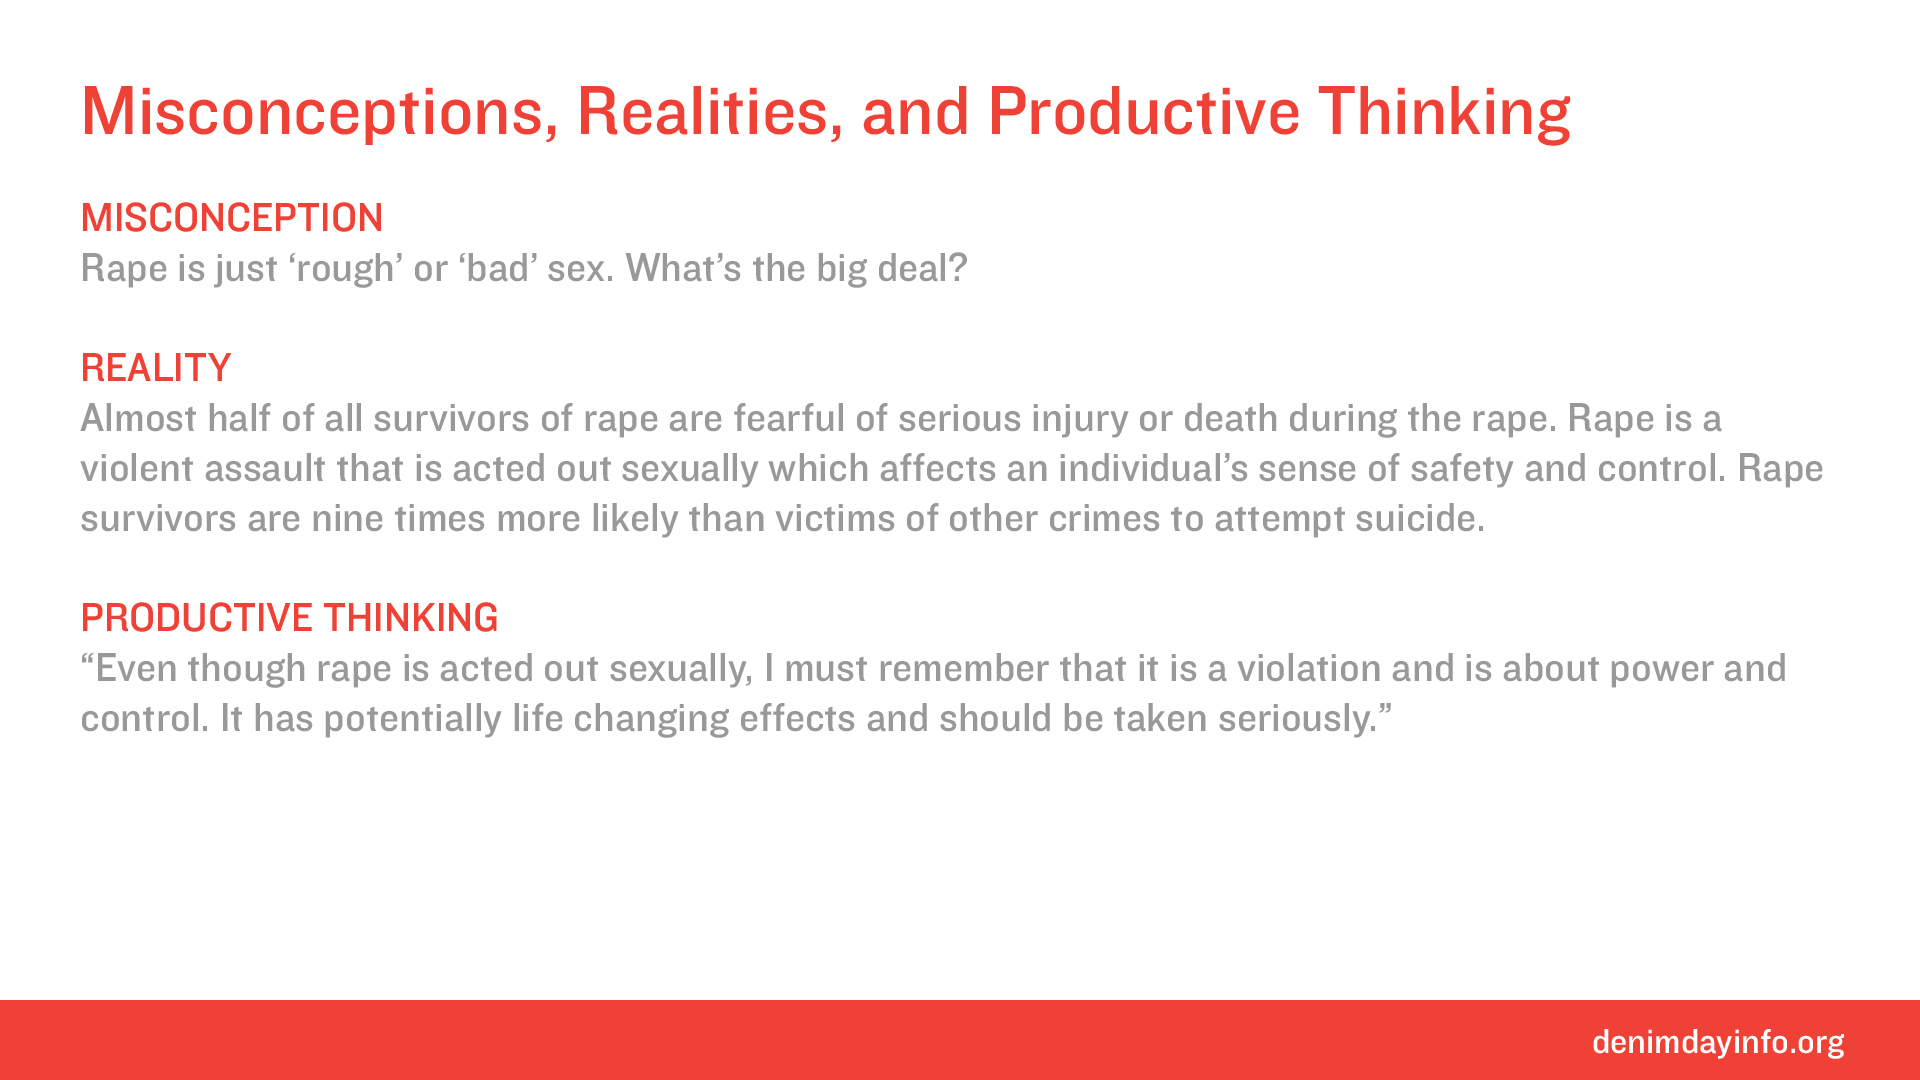 Misconceptions, Realities, and Productive Thinking
MISCONCEPTION
Rape is just ‘rough’ or ‘bad’ sex. What’s the big deal?
REALITY
Almost half of all survivors of rape are fearful of serious injury or death during the rape. Rape is a
violent assault that is acted out sexually which affects an individual’s sense of safety and control. Rape
survivors are nine times more likely than victims of other crimes to attempt suicide.
PRODUCTIVE THINKING
“Even though rape is acted out sexually, I must remember that it is a violation and is about power and
control. It has potentially life changing effects and should be taken seriously.”
denimdayinfo.org